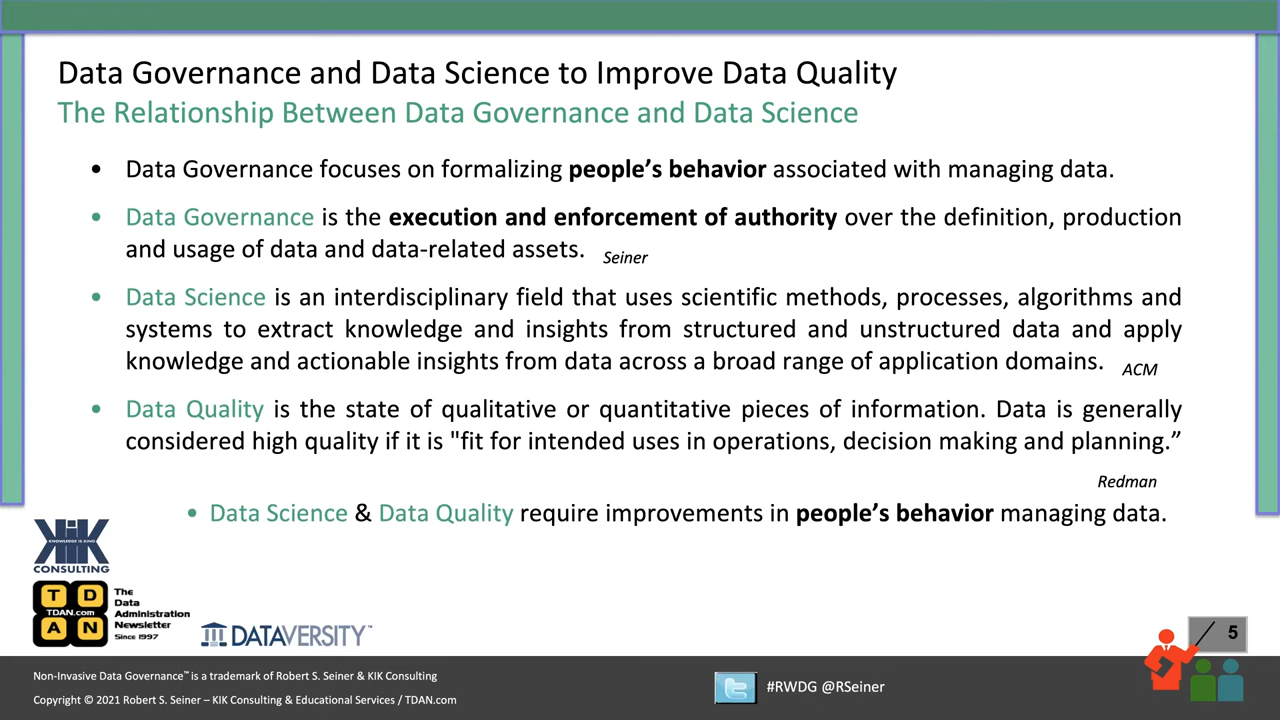 Data Governance and Data Science to Improve Data Quality
The Relationship Between Data Governance and Data Science
• Data Governance focuses on formalizing people’s behavior associated with managing data.
• Data Governance is the execution and enforcement of authority over the definition, production
and usage of data and data-related assets. Seiner
• Data Science is an interdisciplinary field that uses scientific methods, processes, algorithms and
systems to extract knowledge and insights from structured and unstructured data and apply
knowledge and actionable insights from data across a broad range of application domains. ACM
• Data Quality is the state of qualitative or quantitative pieces of information. Data is generally
considered high quality if it is "fit for intended uses in operations, decision making and planning.”
Redman
• Data Science & Data Quality require improvements in people’s behavior managing data.
KIK
KNOWLEDGE IS KING
CONSULTING
T D
TDAN.com
A N
The
Data
Administration
Newsletter
Since 1997
DATAVERSITY™
5
Non-Invasive Data Governance™ is a trademark of Robert S. Seiner & KIK Consulting
Copyright © 2021 Robert S. Seiner – KIK Consulting & Educational Services / TDAN.com
#RWDG @RSeiner